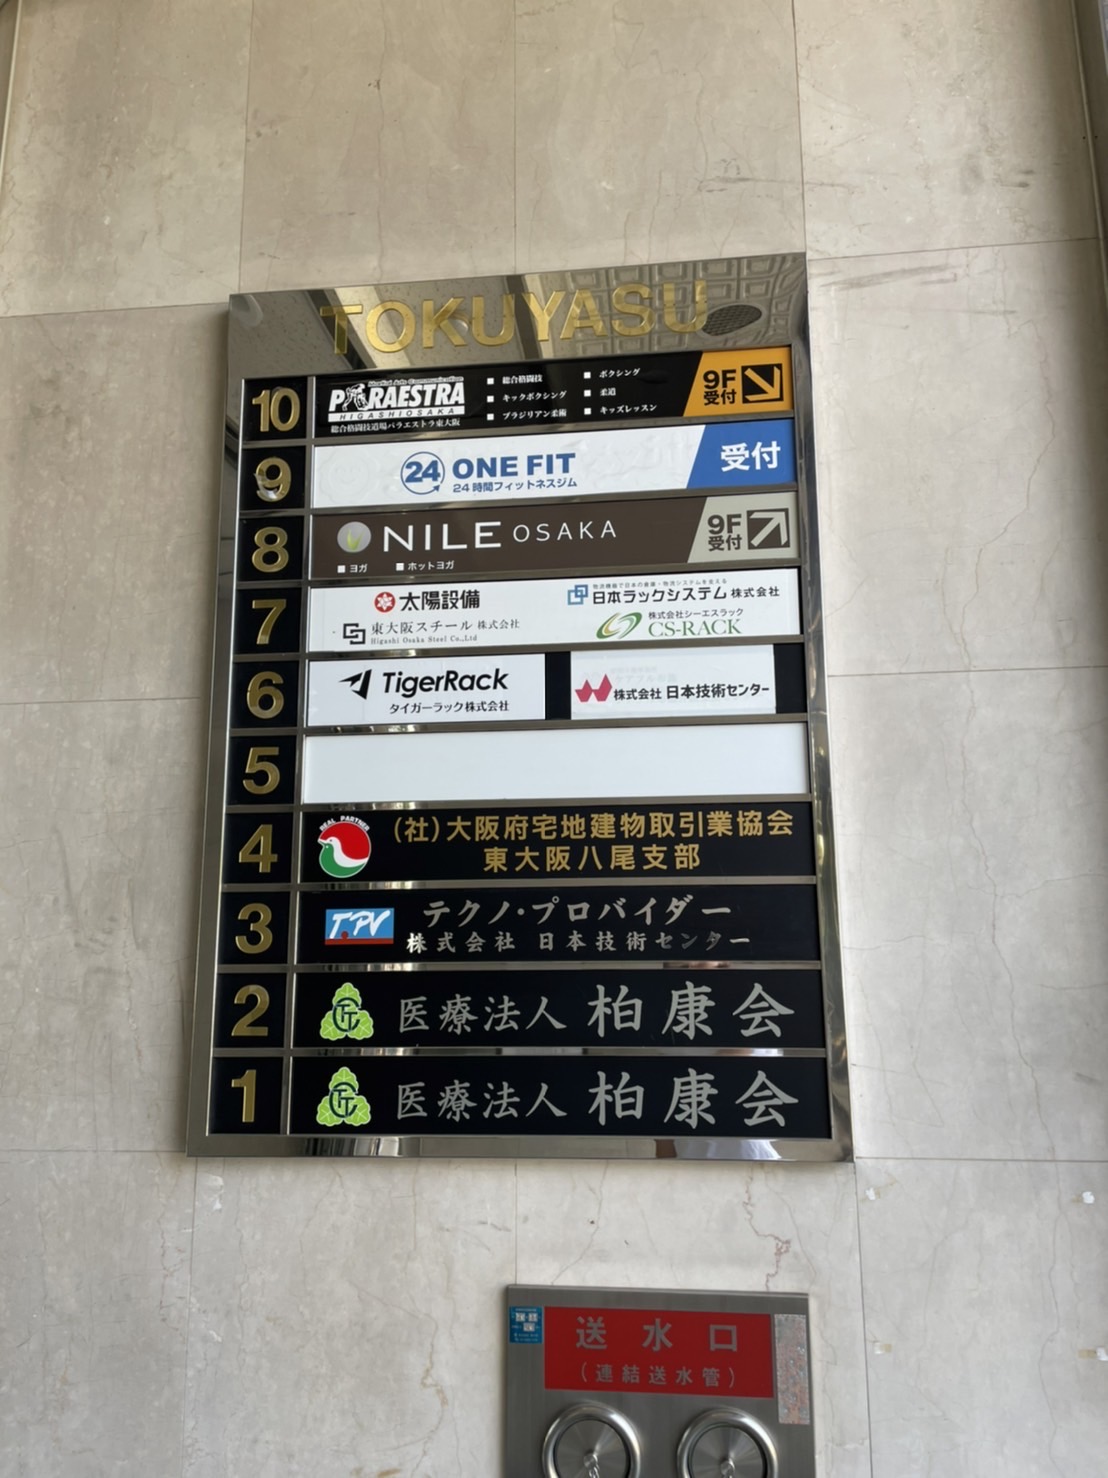 TOKUYASU
10
Martial Arts Communication
PARAESTRA
HIGASHIOSAKA
総合格闘技道場パラエストラ東大阪
■ 総合格闘技
■ キックボクシング
■ ブラジリアン柔術
■ ボクシング
■ 柔道
■ キッズレッスン
9F
受付
9
24 ONE FIT
24時間フィットネスジム
受付
8
NILE OSAKA
■ ヨガ ■ ホットヨガ
9F
受付
7
太陽設備
東大阪スチール 株式会社
Higashi Osaka Steel Co.,Ltd
日本ラックシステム 株式会社
株式会社シーエスラック
CS-RACK
6
TigerRack
タイガーラック株式会社
株式会社 日本技術センター
5
4
REAL PARTNER
(社)大阪府宅地建物取引業協会
東大阪八尾支部
3
T.PV
テクノ・プロバイダー
株式会社 日本技術センター
2
医療法人 柏康会
1
医療法人 柏康会
送水口
(連結送水管)